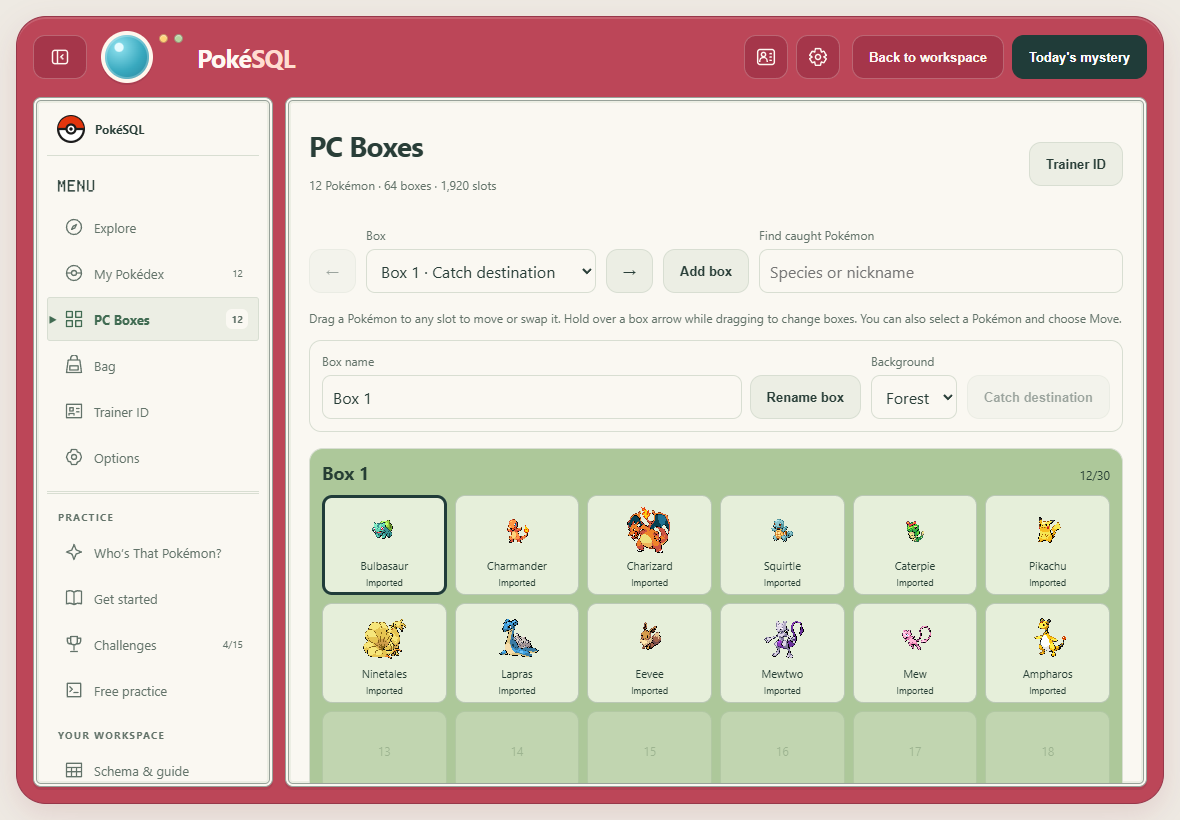 PokéSQL
Back to workspace
Today's mystery
PokéSQL
MENU
Explore
My Pokédex 12
PC Boxes 12
Bag
Trainer ID
Options
PRACTICE
Who's That Pokémon?
Get started
Challenges 4/15
Free practice
YOUR WORKSPACE
Schema & guide
PC Boxes
12 Pokémon · 64 boxes · 1,920 slots
Trainer ID
Box
Find caught Pokémon
← Box 1 · Catch destination → Add box Species or nickname
Drag a Pokémon to any slot to move or swap it. Hold over a box arrow while dragging to change boxes. You can also select a Pokémon and choose Move.
Box name
Background
Box 1 Rename box Forest Catch destination
Box 1 12/30
Bulbasaur Charmander Charizard Squirtle Caterpie Pikachu
Imported Imported Imported Imported Imported Imported
Ninetales Lapras Eevee Mewtwo Mew Ampharos
Imported Imported Imported Imported Imported Imported
13 14 15 16 17 18